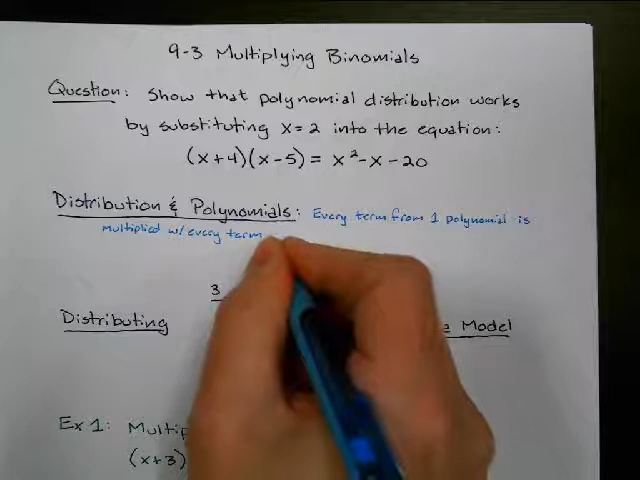 9-3 Multiplying Binomials
Question: Show that polynomial distribution works
by substituting x = 2 into the equation:
(x+4)(x-5) = x²-x-20
Distribution & Polynomials: Every term from 1 polynomial is
multiplied w/ every term
3
Distributing Model
Ex 1:
(x+3)